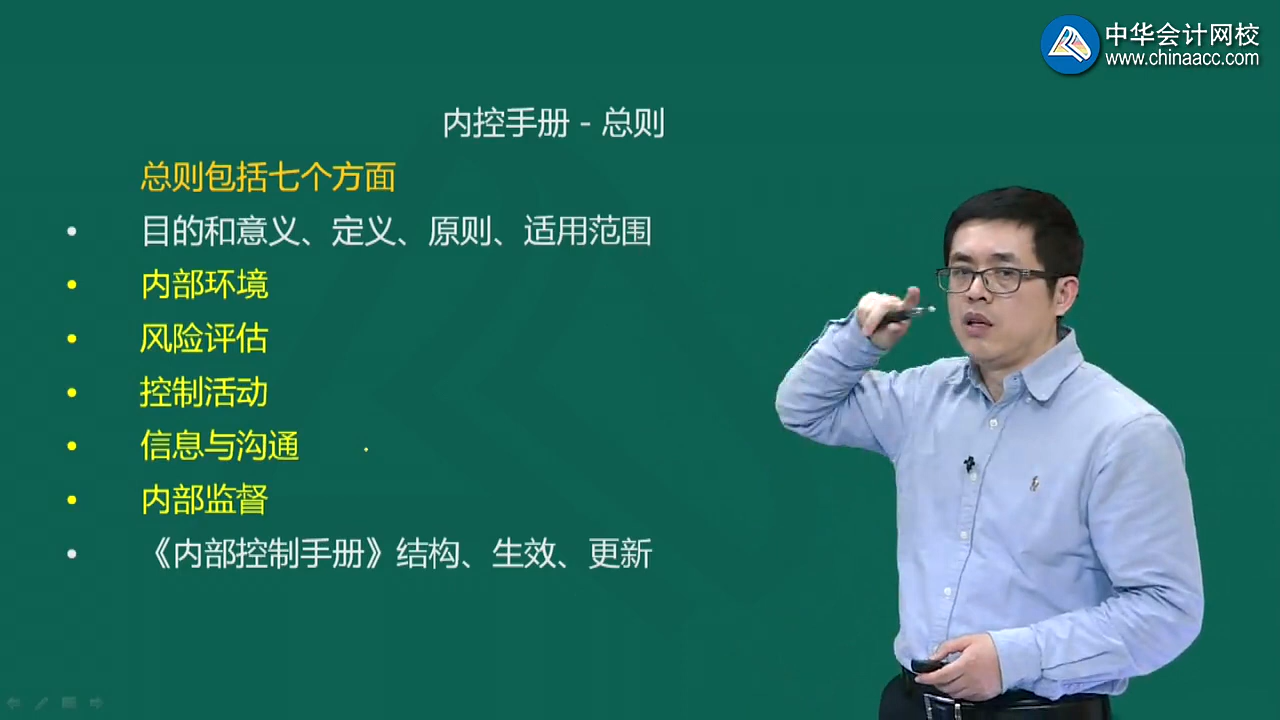 中华会计网校
www.chinaacc.com
内控手册 - 总则
总则包括七个方面
• 目的和意义、定义、原则、适用范围
• 内部环境
• 风险评估
• 控制活动
• 信息与沟通
• 内部监督
• 《内部控制手册》结构、生效、更新